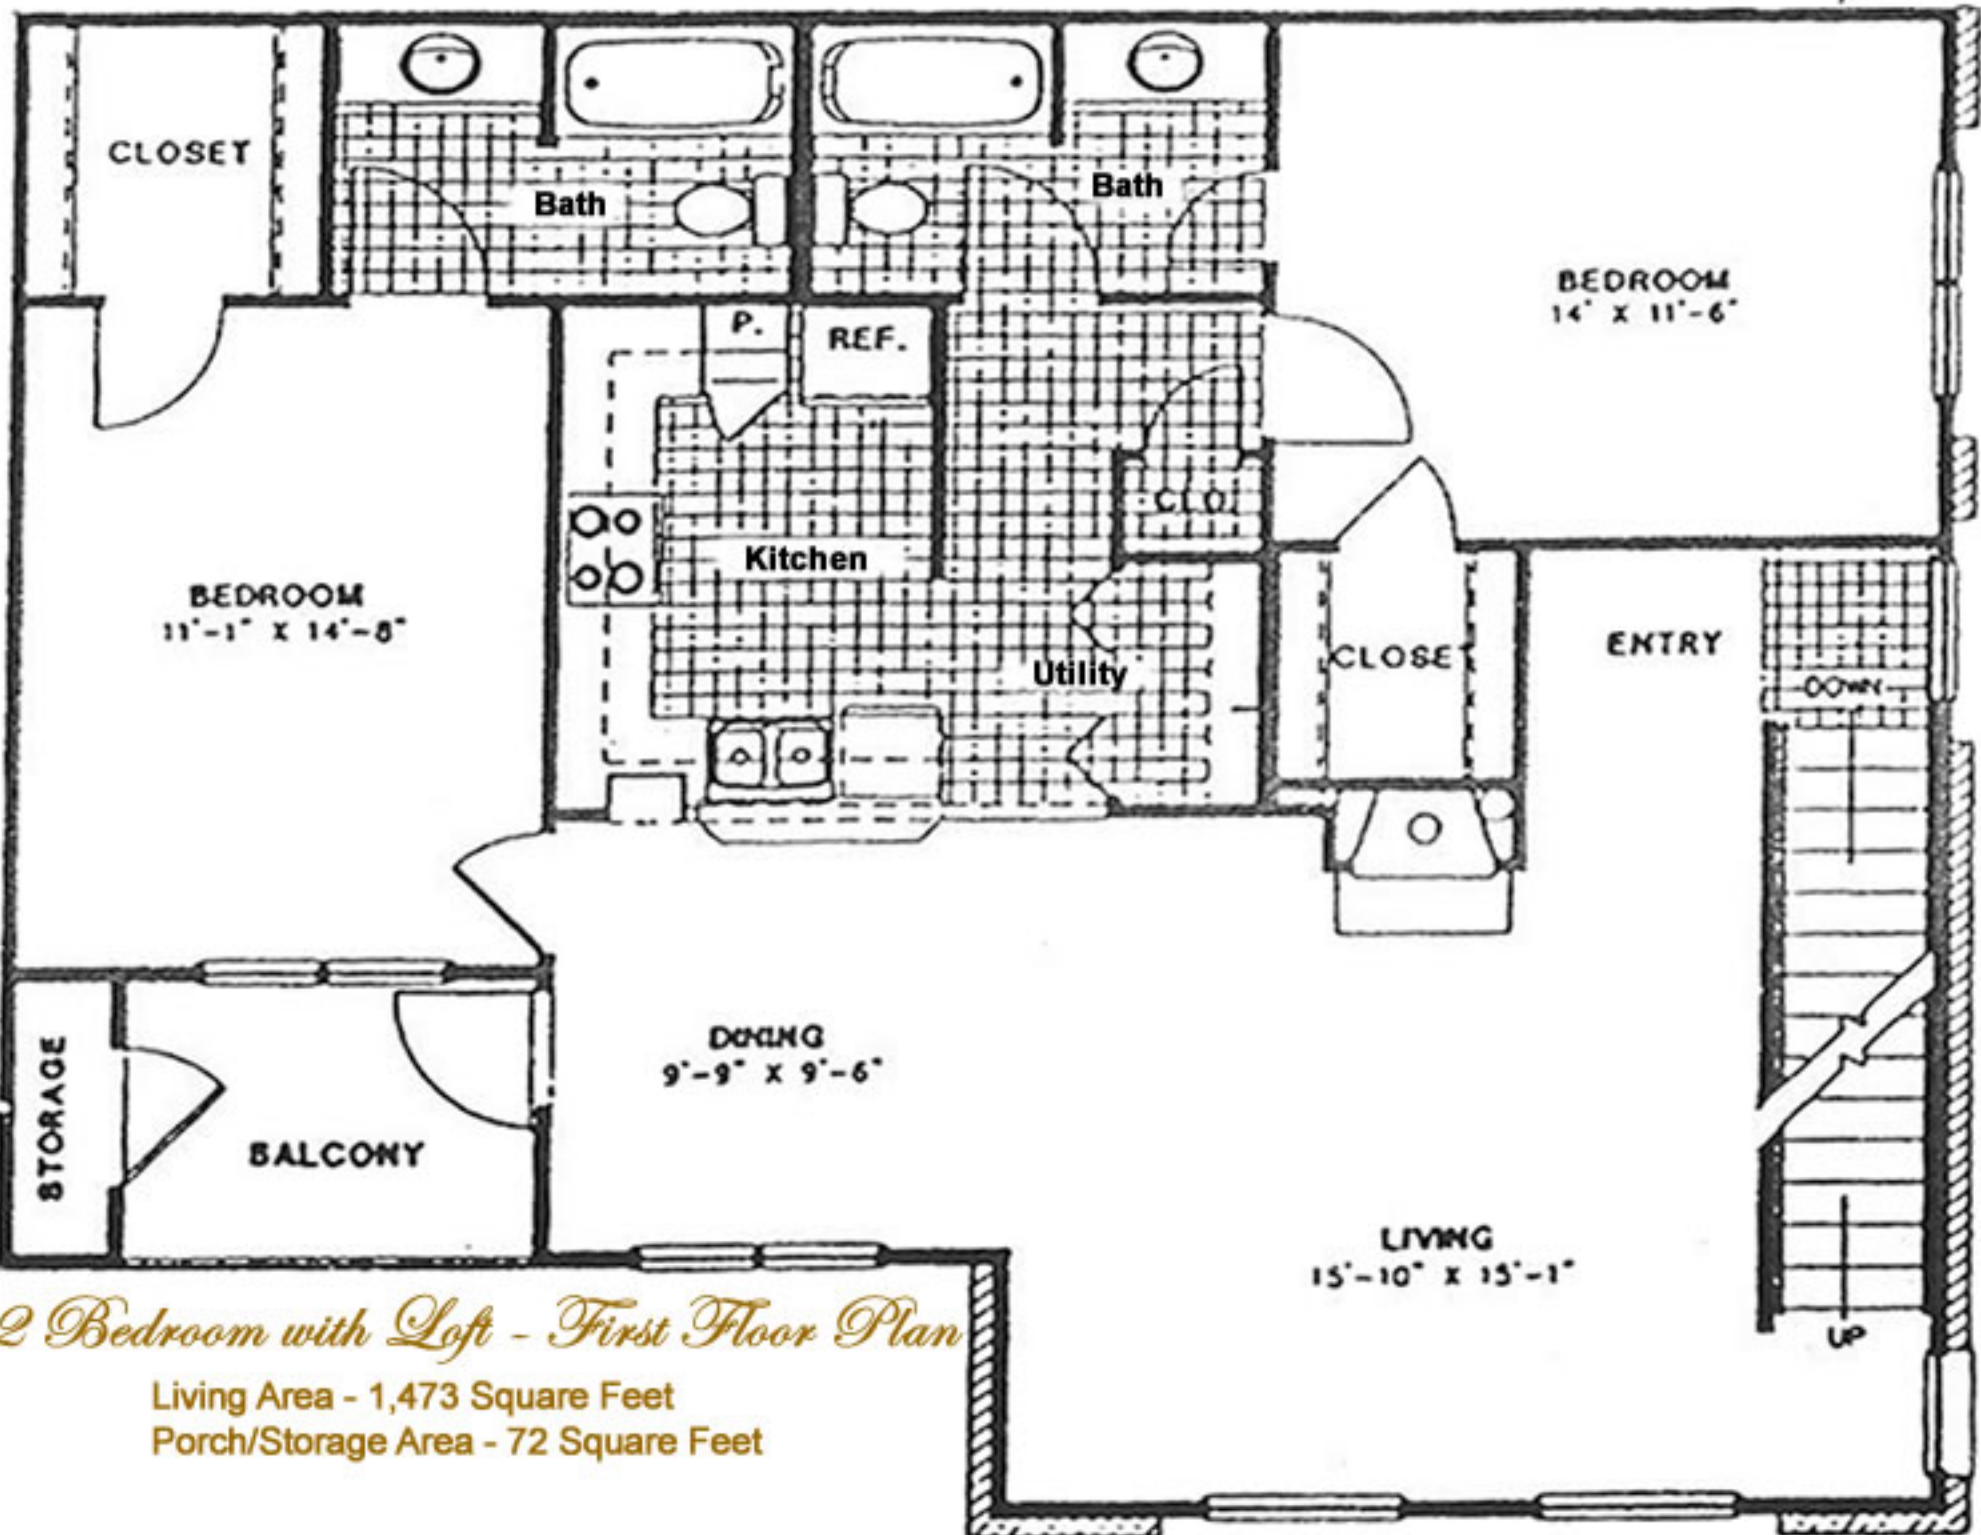 CLOSET
Bath
Bath
BEDROOM
14' X 11'-6"
P.
REF.
CLO.
Kitchen
BEDROOM
11'-1" X 14'-8"
Utility
CLOSET
ENTRY
DOWN
DINING
9'-9" X 9'-6"
STORAGE
BALCONY
LIVING
15'-10" X 15'-1"
UP
2 Bedroom with Loft - First Floor Plan
Living Area - 1,473 Square Feet
Porch/Storage Area - 72 Square Feet